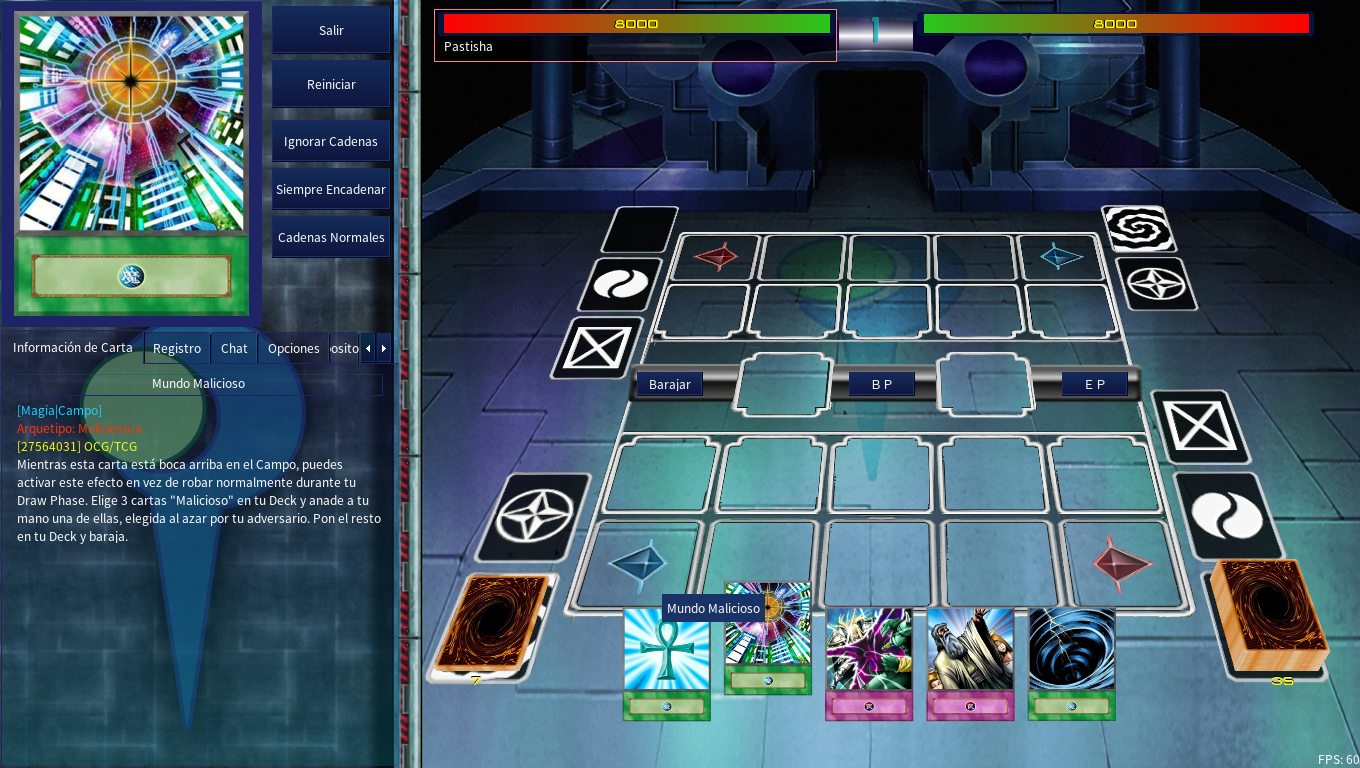 Salir
Reiniciar
Ignorar Cadenas
Siempre Encadenar
Cadenas Normales
8000
1
8000
Pastisha
Información de Carta
Registro
Chat
Opciones
osito
Mundo Malicioso
[Magia|Campo]
Arquetipo: Malicioso/a
[27564031] OCG/TCG
Mientras esta carta está boca arriba en el Campo, puedes
activar este efecto en vez de robar normalmente durante tu
Draw Phase. Elige 3 cartas "Malicioso" en tu Deck y anade a tu
mano una de ellas, elegida al azar por tu adversario. Pon el resto
en tu Deck y baraja.
Barajar
B P
E P
Mundo Malicioso
7
35
FPS: 60